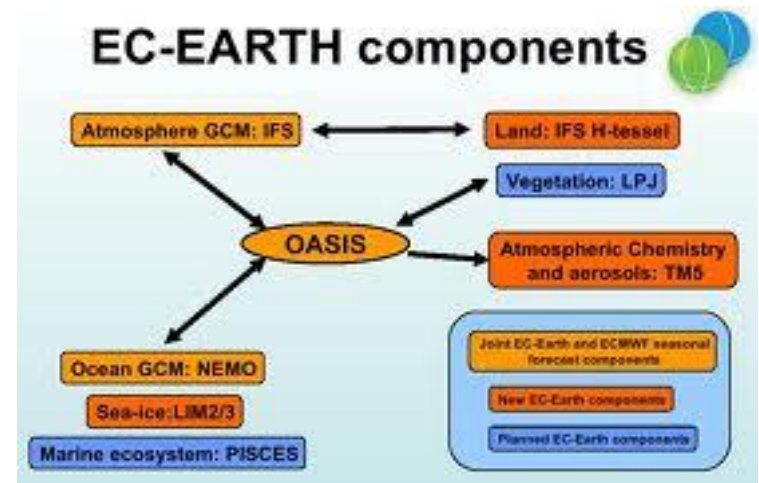 EC-EARTH components
Atmosphere GCM: IFS
Land: IFS H-tessel
Vegetation: LPJ
OASIS
Atmospheric Chemistry
and aerosols: TM5
Ocean GCM: NEMO
Sea-ice:LIM2/3
Marine ecosystem: PISCES
Joint EC-Earth and ECMWF seasonal
forecast components
New EC-Earth components
Planned EC-Earth components